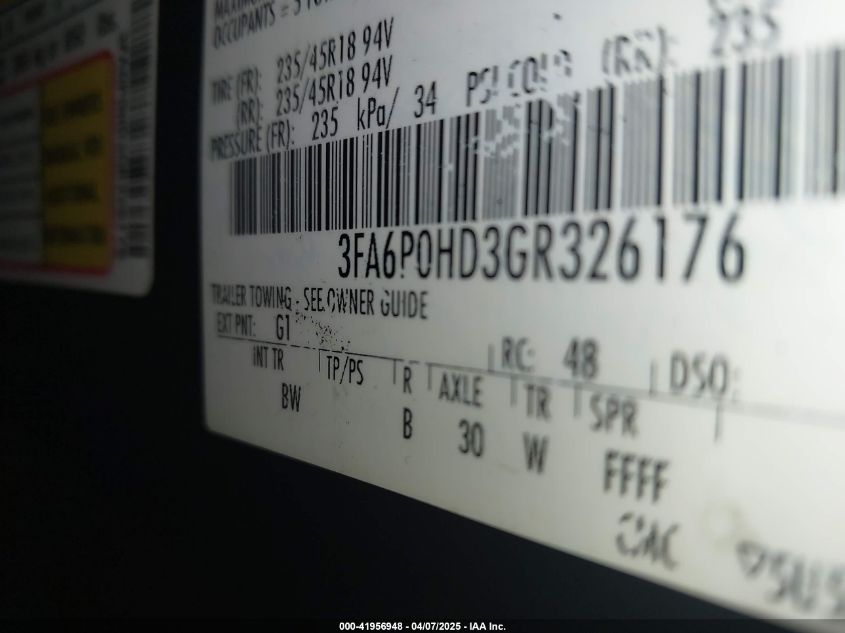 OCCUPANTS = 5
TIRE (FR): 235/45R18 94V
(RR): 235/45R18 94V
PRESSURE (FR): 235 kPa/ 34 PSI COLD (RR): 235
3FA6P0HD3GR326176
TRAILER TOWING - SEE OWNER GUIDE
EXT PNT: G1 RC: 48 DSO:
INT TR TP/PS R AXLE TR SPR
BW B 30 W FFFF
000-41956948 - 04/07/2025 - IAA Inc.